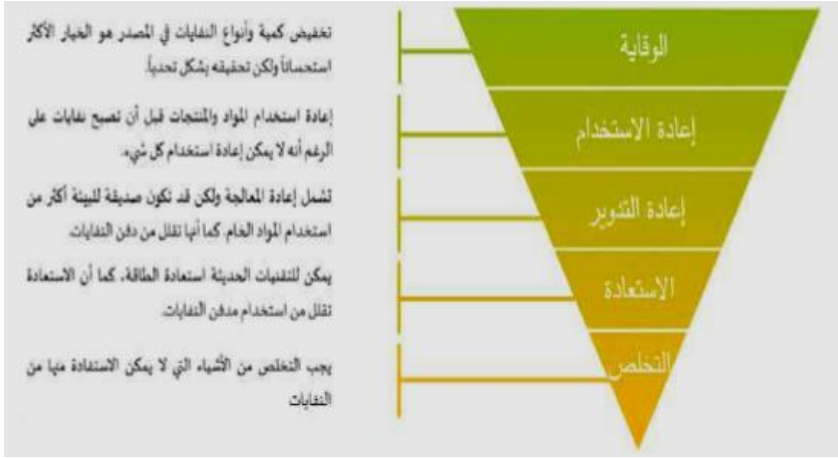 الوقاية
تخفيض كمية وأنواع النفايات في المصدر هو الخيار الأكثر
استحساناً ولكن تحقيقه يشكل تحدياً.
إعادة الاستخدام
إعادة استخدام المواد والمنتجات قبل أن تصبح نفايات على
الرغم أنه لا يمكن إعادة استخدام كل شيء.
إعادة التدوير
تشمل إعادة المعالجة ولكن قد تكون صديقة للبيئة أكثر من
استخدام المواد الخام. كما أنها تقلل من دفن النفايات.
الاستعادة
يمكن للتقنيات الحديثة استعادة الطاقة، كما أن الاستعادة
تقلل من استخدام مدفن النفايات.
التخلص
يجب التخلص من الأشياء التي لا يمكن الاستفادة منها من
النفايات